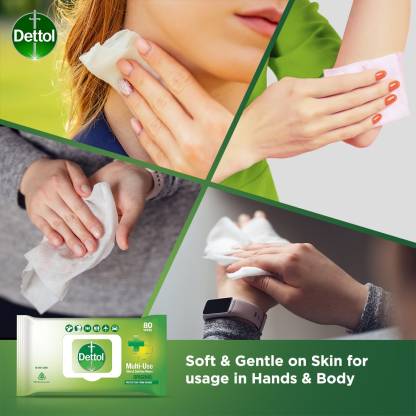 Dettol
80
Dettol
Multi-Use
Soft & Gentle on Skin for
usage in Hands & Body